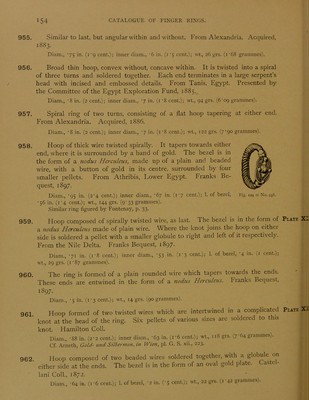 154 CATALOGUE OF FINGER RINGS.
955. Similar to last, but angular within and without. From Alexandria. Acquired,
1883.
Diam., ·75 in. (1·9 cent.); inner diam., ·6 in. (1·5 cent.); wt., 26 grs. (1·68 grammes).
956. Broad thin hoop, convex without, concave within. It is twisted into a spiral
of three turns and soldered together. Each end terminates in a large serpent's
head with incised and embossed details. From Tanis, Egypt. Presented by
the Committee of the Egypt Exploration Fund, 1885.
Diam., ·8 in. (2 cent.); inner diam., ·7 in. (1·8 cent.); wt., 94 grs. (6·09 grammes).
957. Spiral ring of two turns, consisting of a flat hoop tapering at either end.
From Alexandria. Acquired, 1886.
Diam., ·8 in. (2 cent.); inner diam., ·7 in. (1·8 cent.); wt., 122 grs. (7·90 grammes).
958. Hoop of thick wire twisted spirally. It tapers towards either
end, where it is surrounded by a band of gold. The bezel is in
the form of a nodus Herculeus, made up of a plain and beaded
wire, with a button of gold in its centre, surrounded by four
smaller pellets. From Athribis, Lower Egypt. Franks Be-
quest, 1897.
Diam., ·95 in. (2·4 cent.); inner diam., ·67 in. (1·7 cent.); l. of bezel,
·56 in. (1·4 cent.); wt., 144 grs. (9·33 grammes).
Similar ring figured by Fontenay, p. 33.
959. Hoop composed of spirally twisted wire, as last. The bezel is in the form of PLATE
a nodus Herculeus made of plain wire. Where the knot joins the hoop on either
side is soldered a pellet with a smaller globule to right and left of it respectively.
From the Nile Delta. Franks Bequest, 1897.
Diam., ·71 in. (1·8 cent.); inner diam., ·55 in. (1·3 cent.); l. of bezel, ·4 in. (1 cent.);
wt., 29 grs. (1·87 grammes).
960. The ring is formed of a plain rounded wire which tapers towards the ends.
These ends are entwined in the form of a nodus Herculeus. Franks Bequest,
1897.
Diam., ·5 in. (1·3 cent.); wt., 14 grs. (·90 grammes).
961. Hoop formed of two twisted wires which are intertwined in a complicated PLATE
knot at the bead of the ring. Six pellets of various sizes are soldered to this
knot. Hamilton Coll.
Diam., ·88 in. (2·2 cent.); inner diam., ·65 in. (1·6 cent.); wt., 118 grs. (7·64 grammes).
Cf. Arneth, Gold- und Silbermon. in Wien, pl. G. S. xii., 223.
962. Hoop composed of two beaded wires soldered together, with a globule on
either side at the ends. The bezel is in the form of an oval gold plate. Castel-
lani Coll., 1872.
Diam., ·64 in. (1·6 cent.); l. of bezel, ·2 in. (·5 cent.); wt., 22 grs. (1·42 grammes).